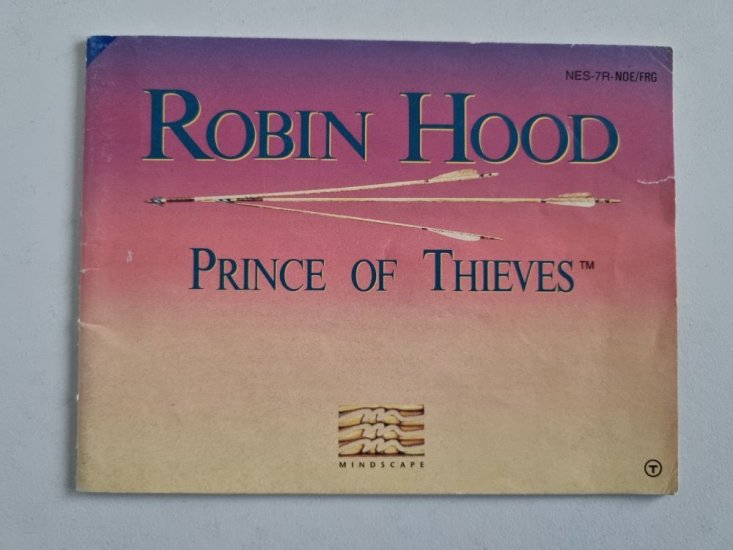 NES-7R-NOE/FRG
ROBIN HOOD
PRINCE OF THIEVES™
MINDSCAPE
T